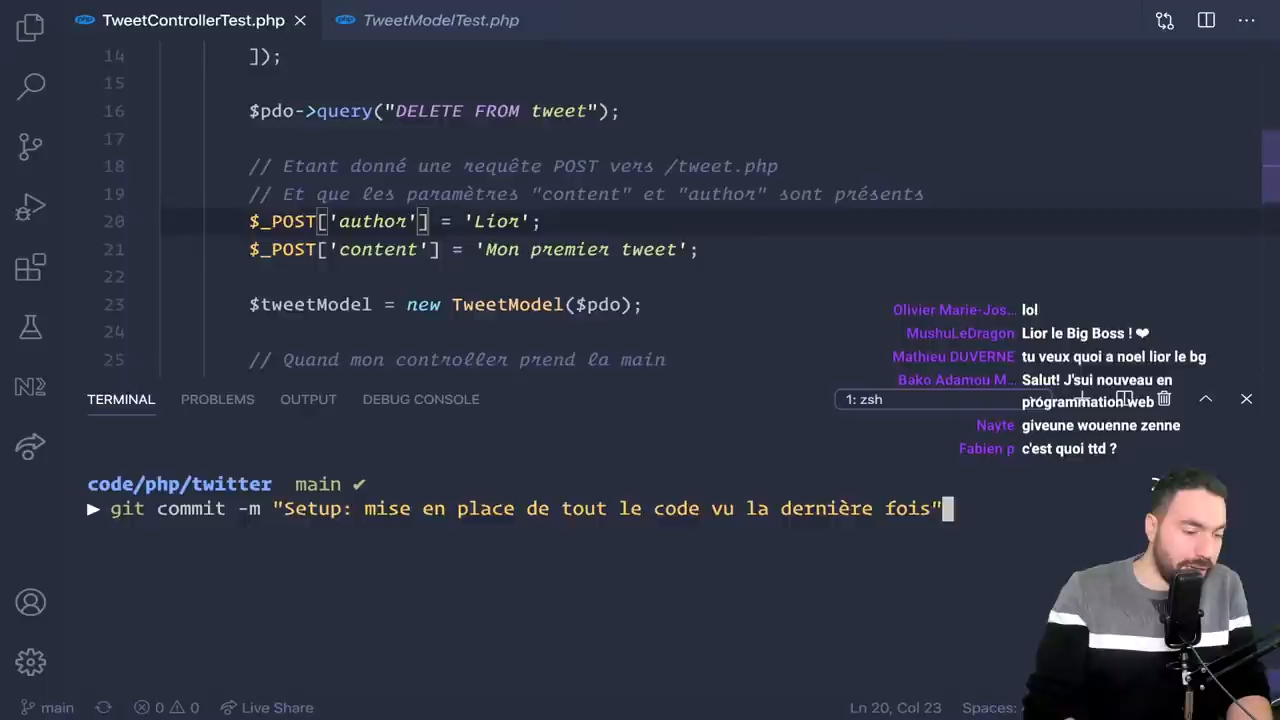 TweetControllerTest.php
TweetModelTest.php
14 ]);
15
16 $pdo->query("DELETE FROM tweet");
17
18 // Etant donné une requête POST vers /tweet.php
19 // Et que les paramètres "content" et "author" sont présents
20 $_POST['author'] = 'Lior';
21 $_POST['content'] = 'Mon premier tweet';
22
23 $tweetModel = new TweetModel($pdo);
24
25 // Quand mon controller prend la main
Olivier Marie-Jos... lol
MushuLeDragon Lior le Big Boss ! ❤
Mathieu DUVERNE tu veux quoi a noel lior le bg
Bako Adamou M... Salut! J'sui nouveau en
programmation web
Nayte giveune wouenne zenne
Fabien p c'est quoi ttd ?
TERMINAL PROBLEMS OUTPUT DEBUG CONSOLE 1: zsh
code/php/twitter main ✔
▶ git commit -m "Setup: mise en place de tout le code vu la dernière fois"
main 0 0 Live Share Ln 20, Col 23 Spaces: